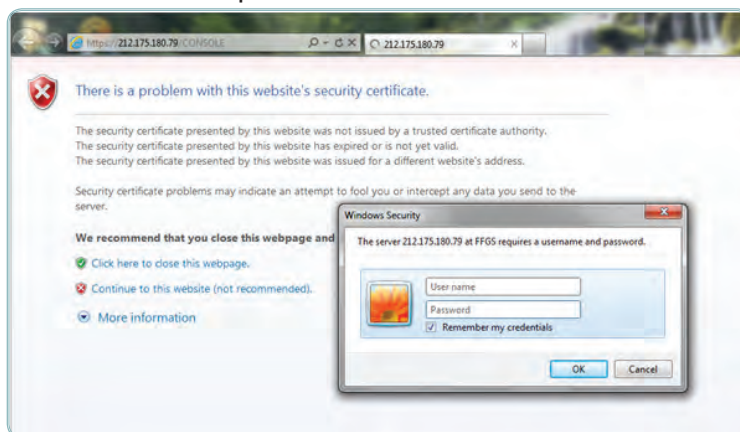 https://212.175.180.79/CONSOLE
212.175.180.79
There is a problem with this website's security certificate.
The security certificate presented by this website was not issued by a trusted certificate authority.
The security certificate presented by this website has expired or is not yet valid.
The security certificate presented by this website was issued for a different website's address.
Security certificate problems may indicate an attempt to fool you or intercept any data you send to the
server.
We recommend that you close this webpage and
Click here to close this webpage.
Continue to this website (not recommended).
More information
Windows Security
The server 212.175.180.79 at FFGS requires a username and password.
User name
Password
Remember my credentials
OK
Cancel